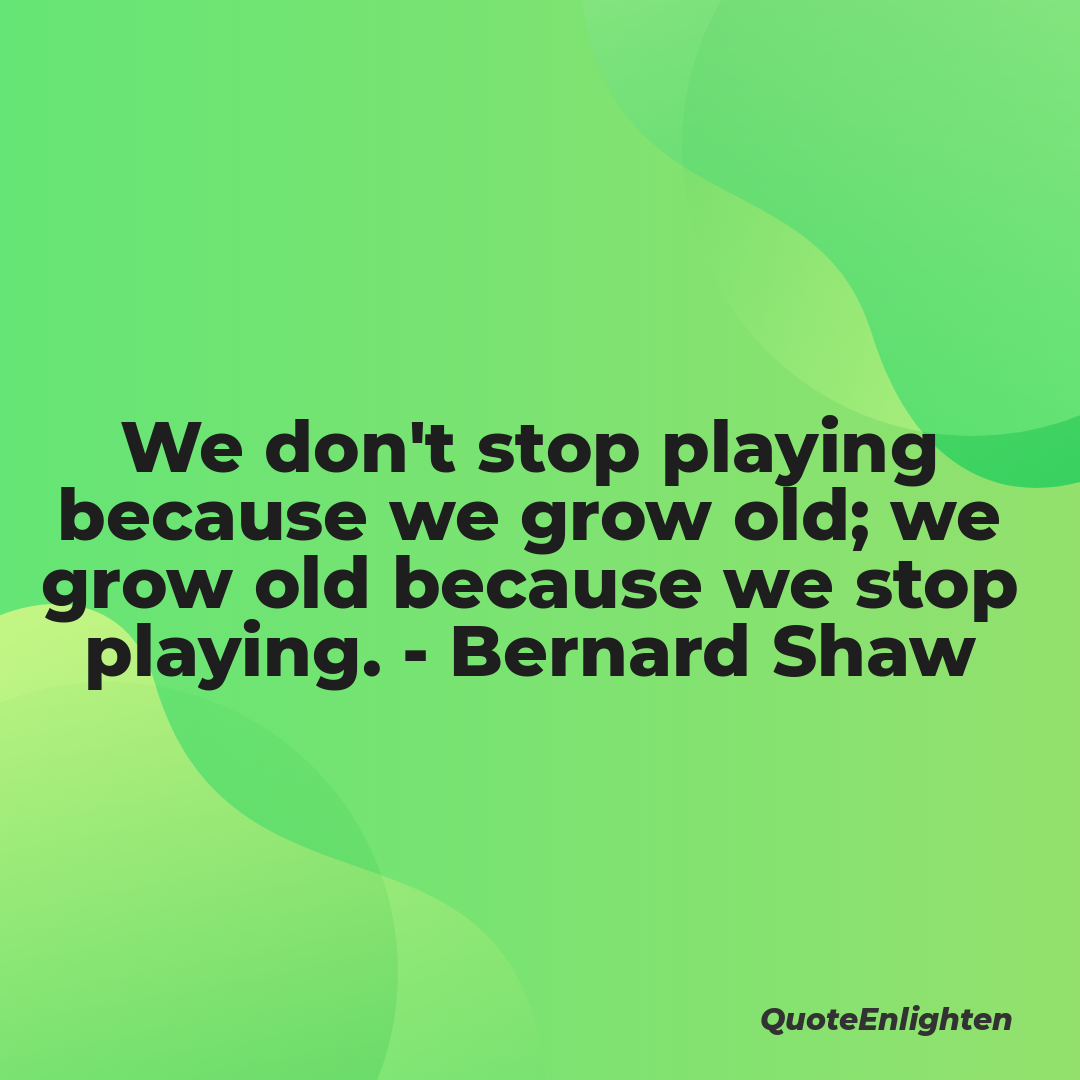 We don't stop playing
because we grow old; we
grow old because we stop
playing. - Bernard Shaw
QuoteEnlighten